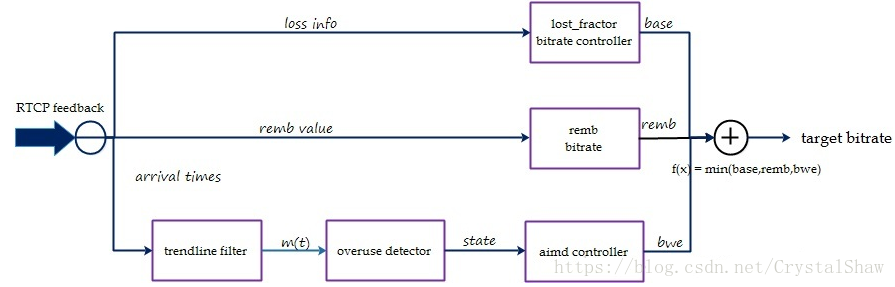 loss info
lost_fractor
bitrate controller
base
RTCP feedback
remb value
remb
bitrate
remb
target bitrate
f(x) = min(base,remb,bwe)
arrival times
trendline filter
m(t)
overuse detector
state
aimd controller
bwe
https://blog.csdn.net/CrystalShaw